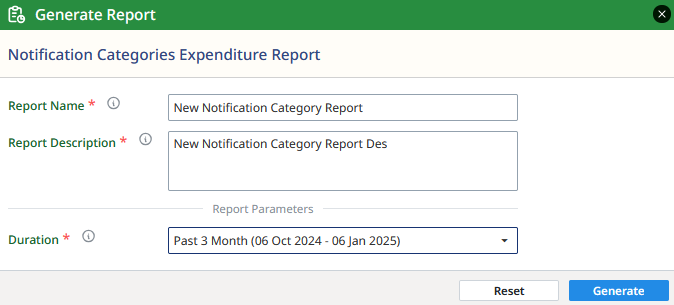 Generate Report
Notification Categories Expenditure Report
Report Name *
New Notification Category Report
Report Description *
New Notification Category Report Des
Report Parameters
Duration *
Past 3 Month (06 Oct 2024 - 06 Jan 2025)
Reset Generate